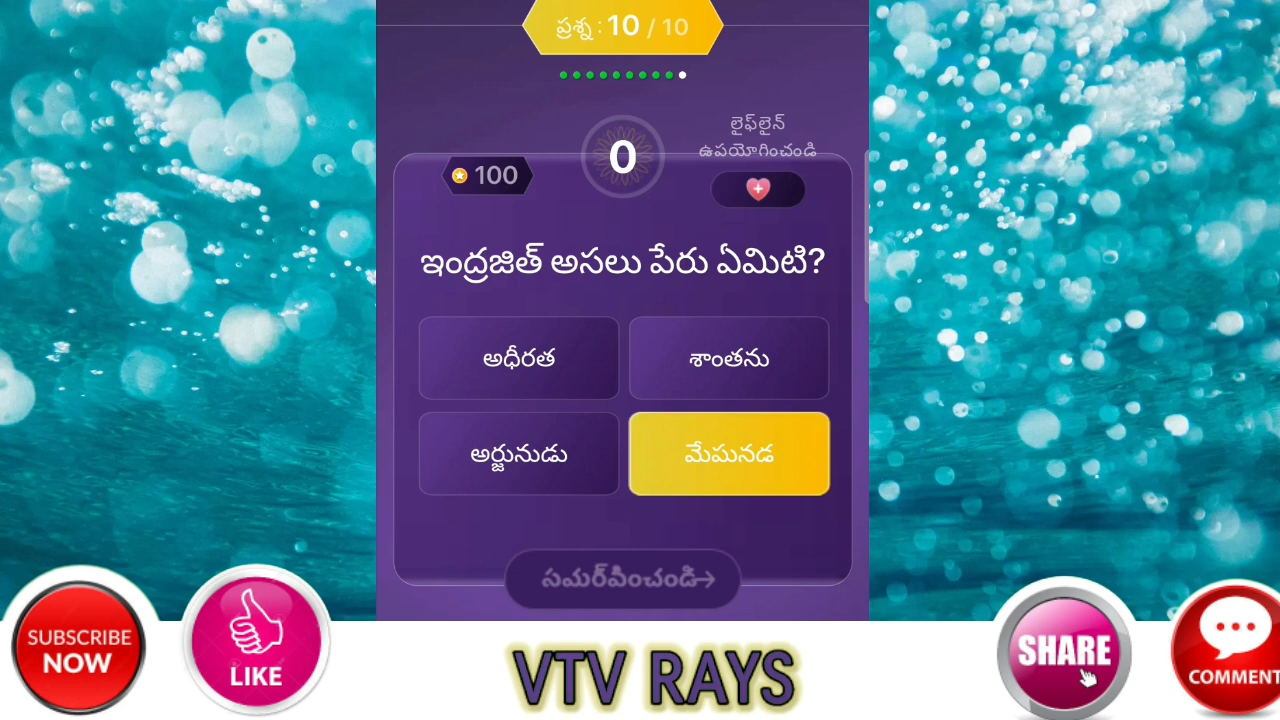 ప్రశ్న : 10 / 10
లైఫ్‌లైన్
ఉపయోగించండి
100
0
ఇంద్రజిత్ అసలు పేరు ఏమిటి?
అధీరత
శాంతను
అర్జునుడు
మేఘనడ
సమర్పించండి→
SUBSCRIBE
NOW
LIKE
VTV RAYS
SHARE
COMMENT